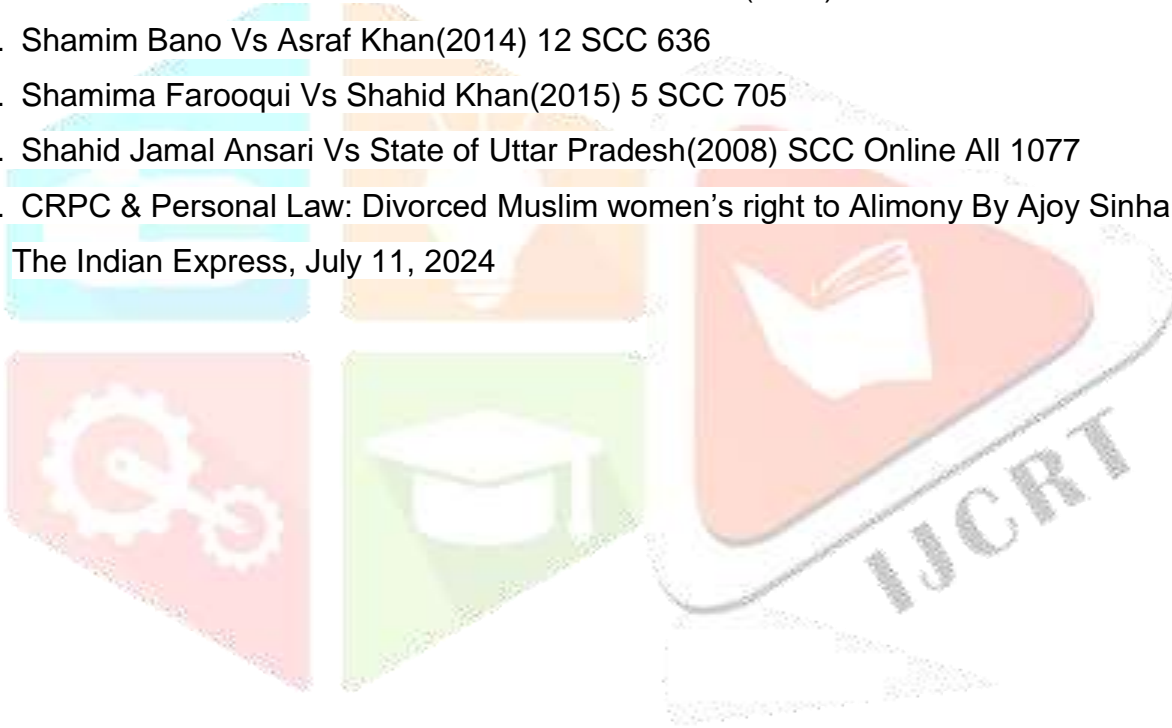 . Shamim Bano Vs Asraf Khan(2014) 12 SCC 636
. Shamima Farooqui Vs Shahid Khan(2015) 5 SCC 705
. Shahid Jamal Ansari Vs State of Uttar Pradesh(2008) SCC Online All 1077
. CRPC & Personal Law: Divorced Muslim women’s right to Alimony By Ajoy Sinha
The Indian Express, July 11, 2024
IJCRT